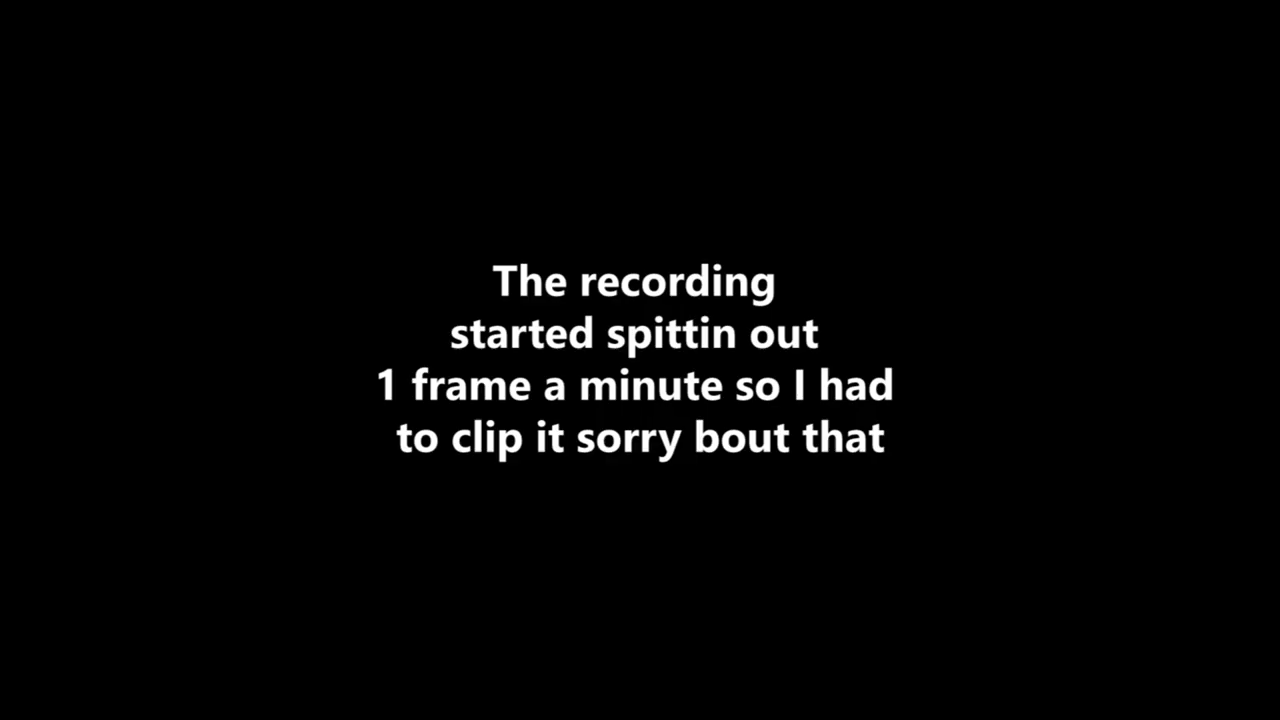 The recording
started spittin out
1 frame a minute so I had
to clip it sorry bout that